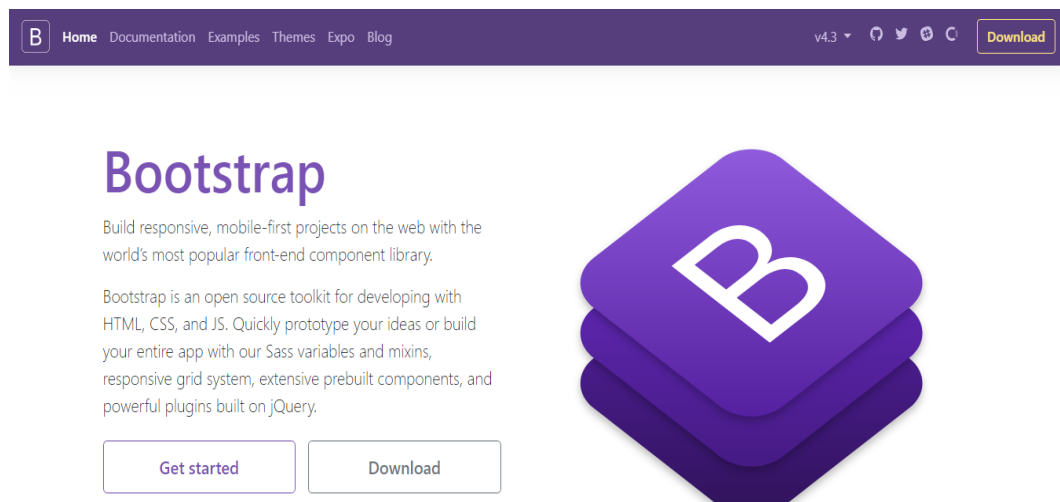 B Home Documentation Examples Themes Expo Blog v4.3 Download
Bootstrap
Build responsive, mobile-first projects on the web with the
world's most popular front-end component library.
Bootstrap is an open source toolkit for developing with
HTML, CSS, and JS. Quickly prototype your ideas or build
your entire app with our Sass variables and mixins,
responsive grid system, extensive prebuilt components, and
powerful plugins built on jQuery.
Get started Download
B